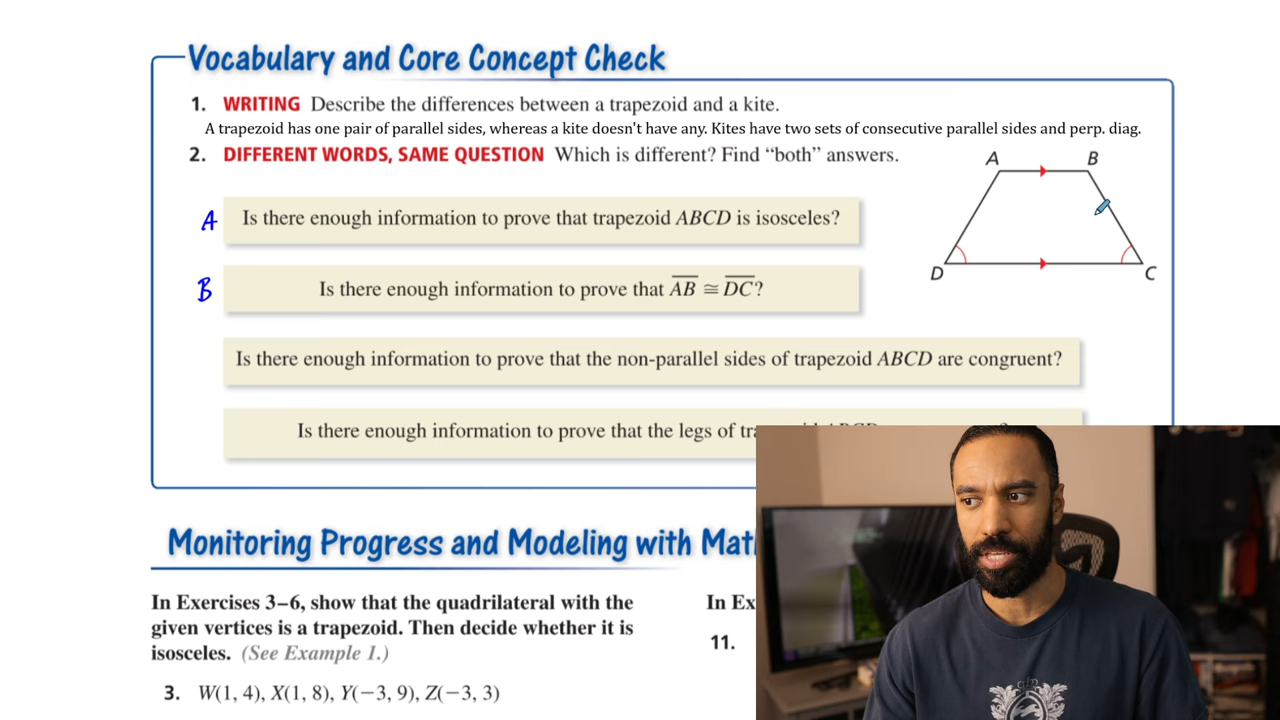 Vocabulary and Core Concept Check
1. WRITING Describe the differences between a trapezoid and a kite.
A trapezoid has one pair of parallel sides, whereas a kite doesn't have any. Kites have two sets of consecutive parallel sides and perp. diag.
2. DIFFERENT WORDS, SAME QUESTION Which is different? Find “both” answers.
A B
A Is there enough information to prove that trapezoid ABCD is isosceles?
D C
B Is there enough information to prove that AB ≅ DC?
Is there enough information to prove that the non-parallel sides of trapezoid ABCD are congruent?
Is there enough information to prove that the legs of
Monitoring Progress and Modeling with
In Exercises 3–6, show that the quadrilateral with the
given vertices is a trapezoid. Then decide whether it is
isosceles. (See Example 1.)
3. W(1, 4), X(1, 8), Y(−3, 9), Z(−3, 3)
In
11.